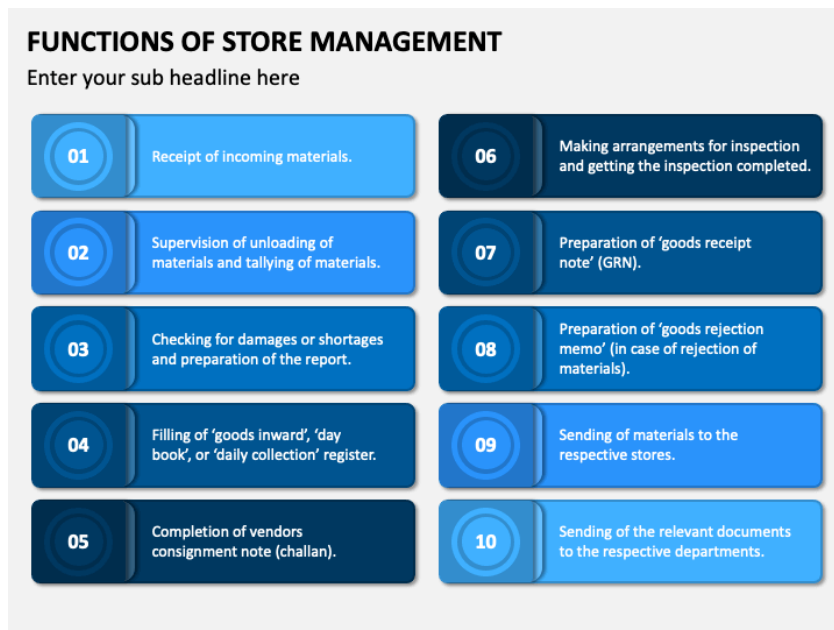 FUNCTIONS OF STORE MANAGEMENT
Enter your sub headline here
01
Receipt of incoming materials.
02
Supervision of unloading of
materials and tallying of materials.
03
Checking for damages or shortages
and preparation of the report.
04
Filling of ‘goods inward’, ‘day
book’, or ‘daily collection’ register.
05
Completion of vendors
consignment note (challan).
06
Making arrangements for inspection
and getting the inspection completed.
07
Preparation of ‘goods receipt
note’ (GRN).
08
Preparation of ‘goods rejection
memo’ (in case of rejection of
materials).
09
Sending of materials to the
respective stores.
10
Sending of the relevant documents
to the respective departments.